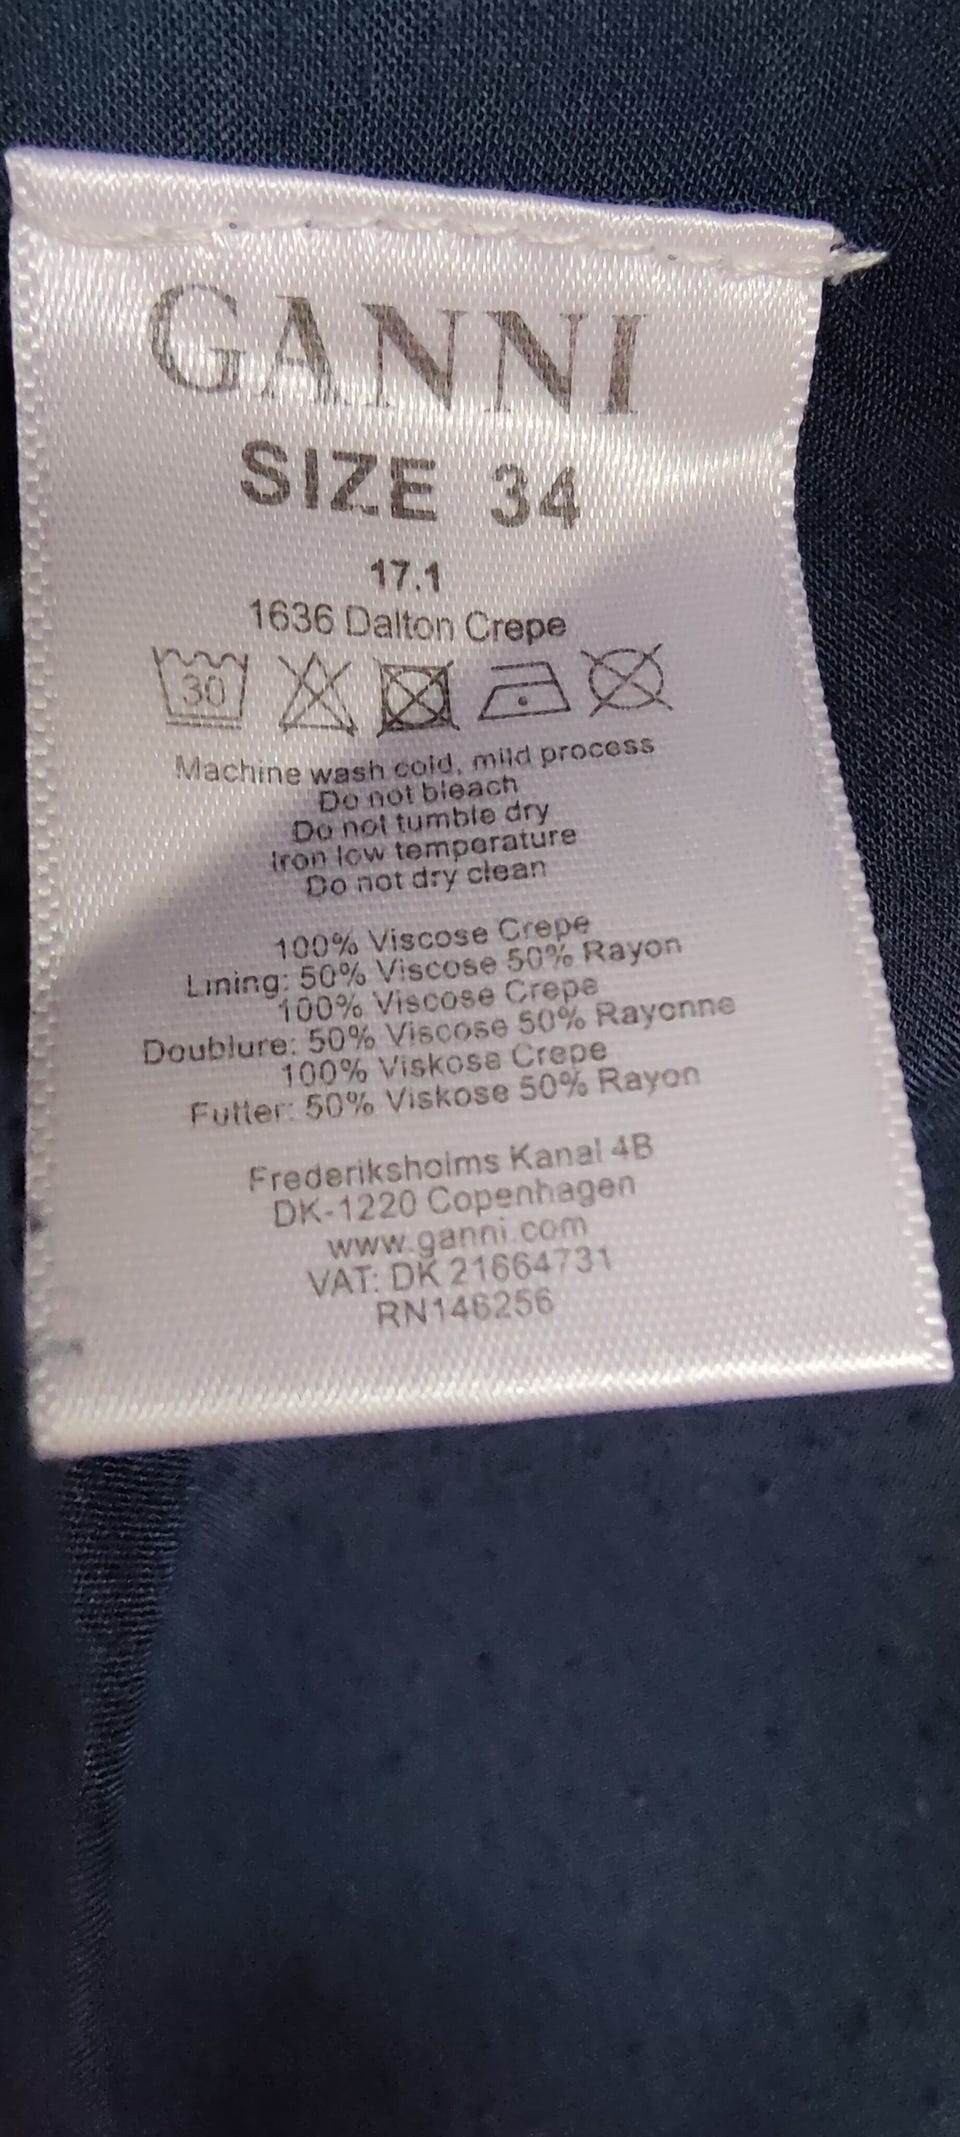 GANNI
SIZE 34
17.1
1636 Dalton Crepe
30
Machine wash cold, mild process
Do not bleach
Do not tumble dry
Iron low temperature
Do not dry clean
100% Viscose Crepe
Lining: 50% Viscose 50% Rayon
100% Viscose Crepe
Doublure: 50% Viscose 50% Rayonne
100% Viskose Crepe
Futter: 50% Viskose 50% Rayon
Frederiksholms Kanal 4B
DK-1220 Copenhagen
www.ganni.com
VAT: DK 21664731
RN146256